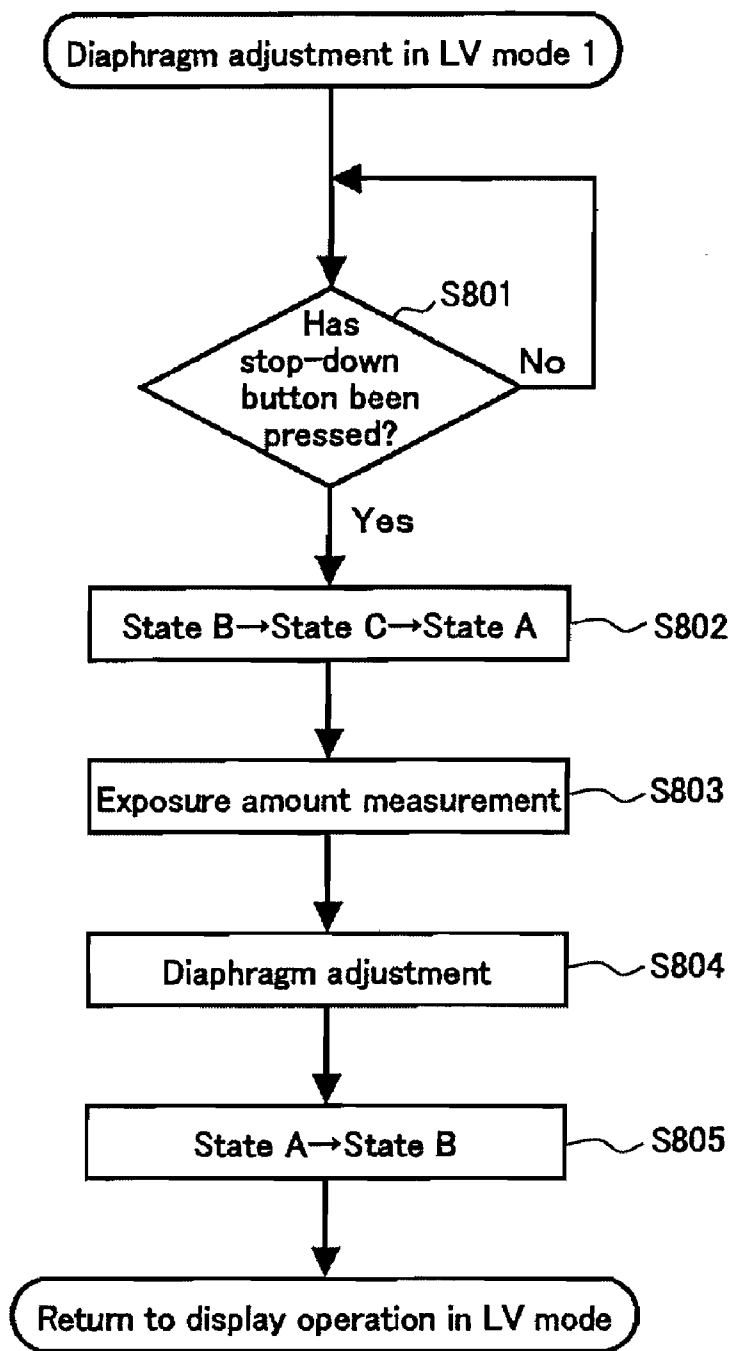 Diaphragm adjustment in LV mode 1
S801
Has
stop-down
button been
pressed?
No
Yes
State B→State C→State A
S802
Exposure amount measurement
S803
Diaphragm adjustment
S804
State A→State B
S805
Return to display operation in LV mode